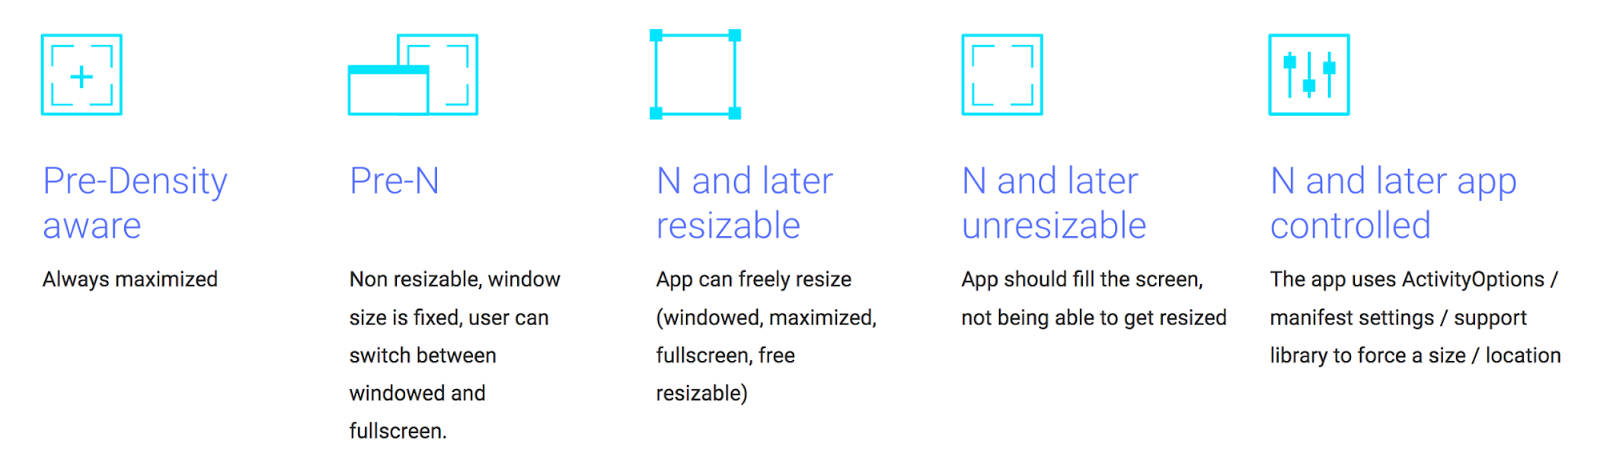 Pre-Density
aware
Always maximized
Pre-N
Non resizable, window
size is fixed, user can
switch between
windowed and
fullscreen.
N and later
resizable
App can freely resize
(windowed, maximized,
fullscreen, free
resizable)
N and later
unresizable
App should fill the screen,
not being able to get resized
N and later app
controlled
The app uses ActivityOptions /
manifest settings / support
library to force a size / location